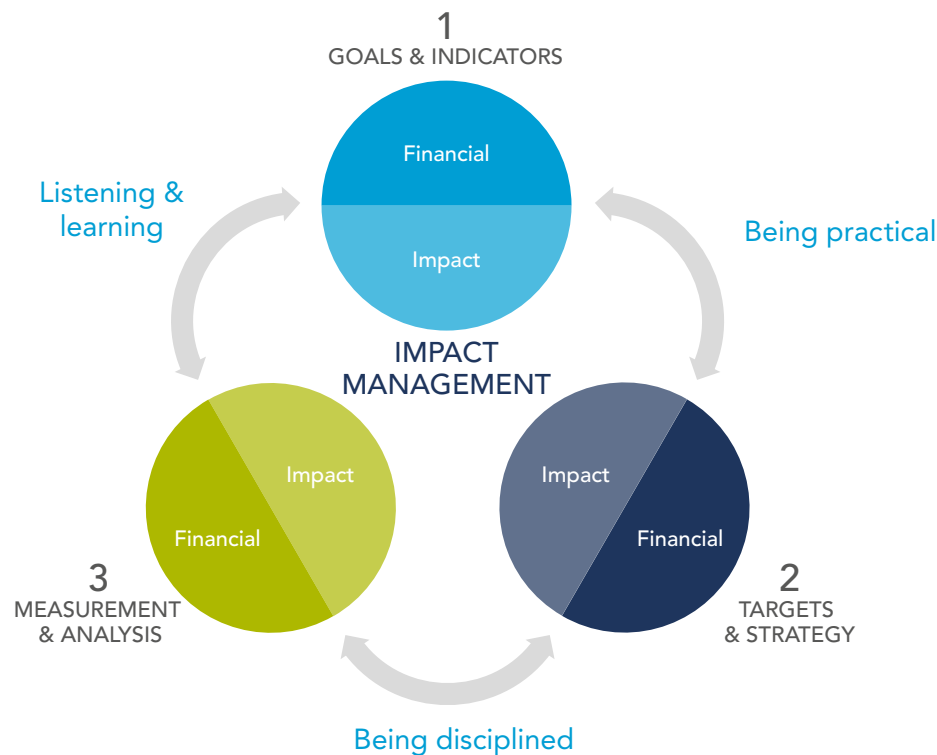 1
GOALS & INDICATORS
Financial
Impact
Listening &
learning
Being practical
IMPACT
MANAGEMENT
Impact
Financial
3
MEASUREMENT
& ANALYSIS
Impact
Financial
2
TARGETS
& STRATEGY
Being disciplined